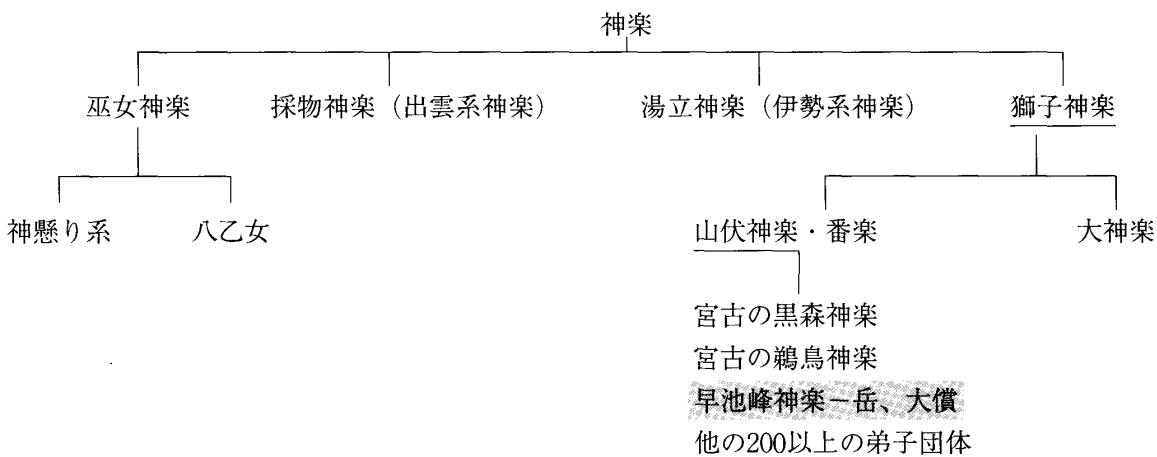 神楽
巫女神楽 採物神楽（出雲系神楽） 湯立神楽（伊勢系神楽） 獅子神楽
神懸り系 八乙女 山伏神楽・番楽 大神楽
宮古の黒森神楽
宮古の鵜鳥神楽
早池峰神楽－岳、大償
他の200以上の弟子団体